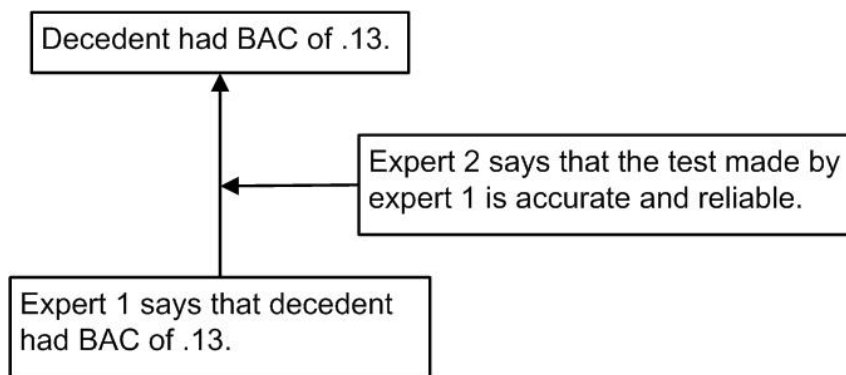 Decedent had BAC of .13.
Expert 2 says that the test made by
expert 1 is accurate and reliable.
Expert 1 says that decedent
had BAC of .13.